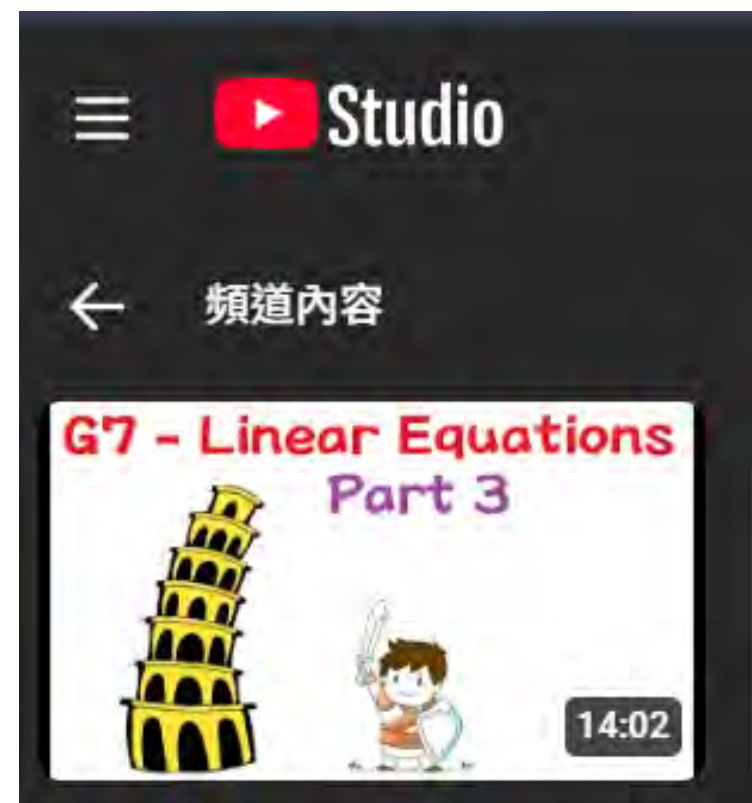 Studio
頻道內容
G7 - Linear Equations
Part 3
14:02